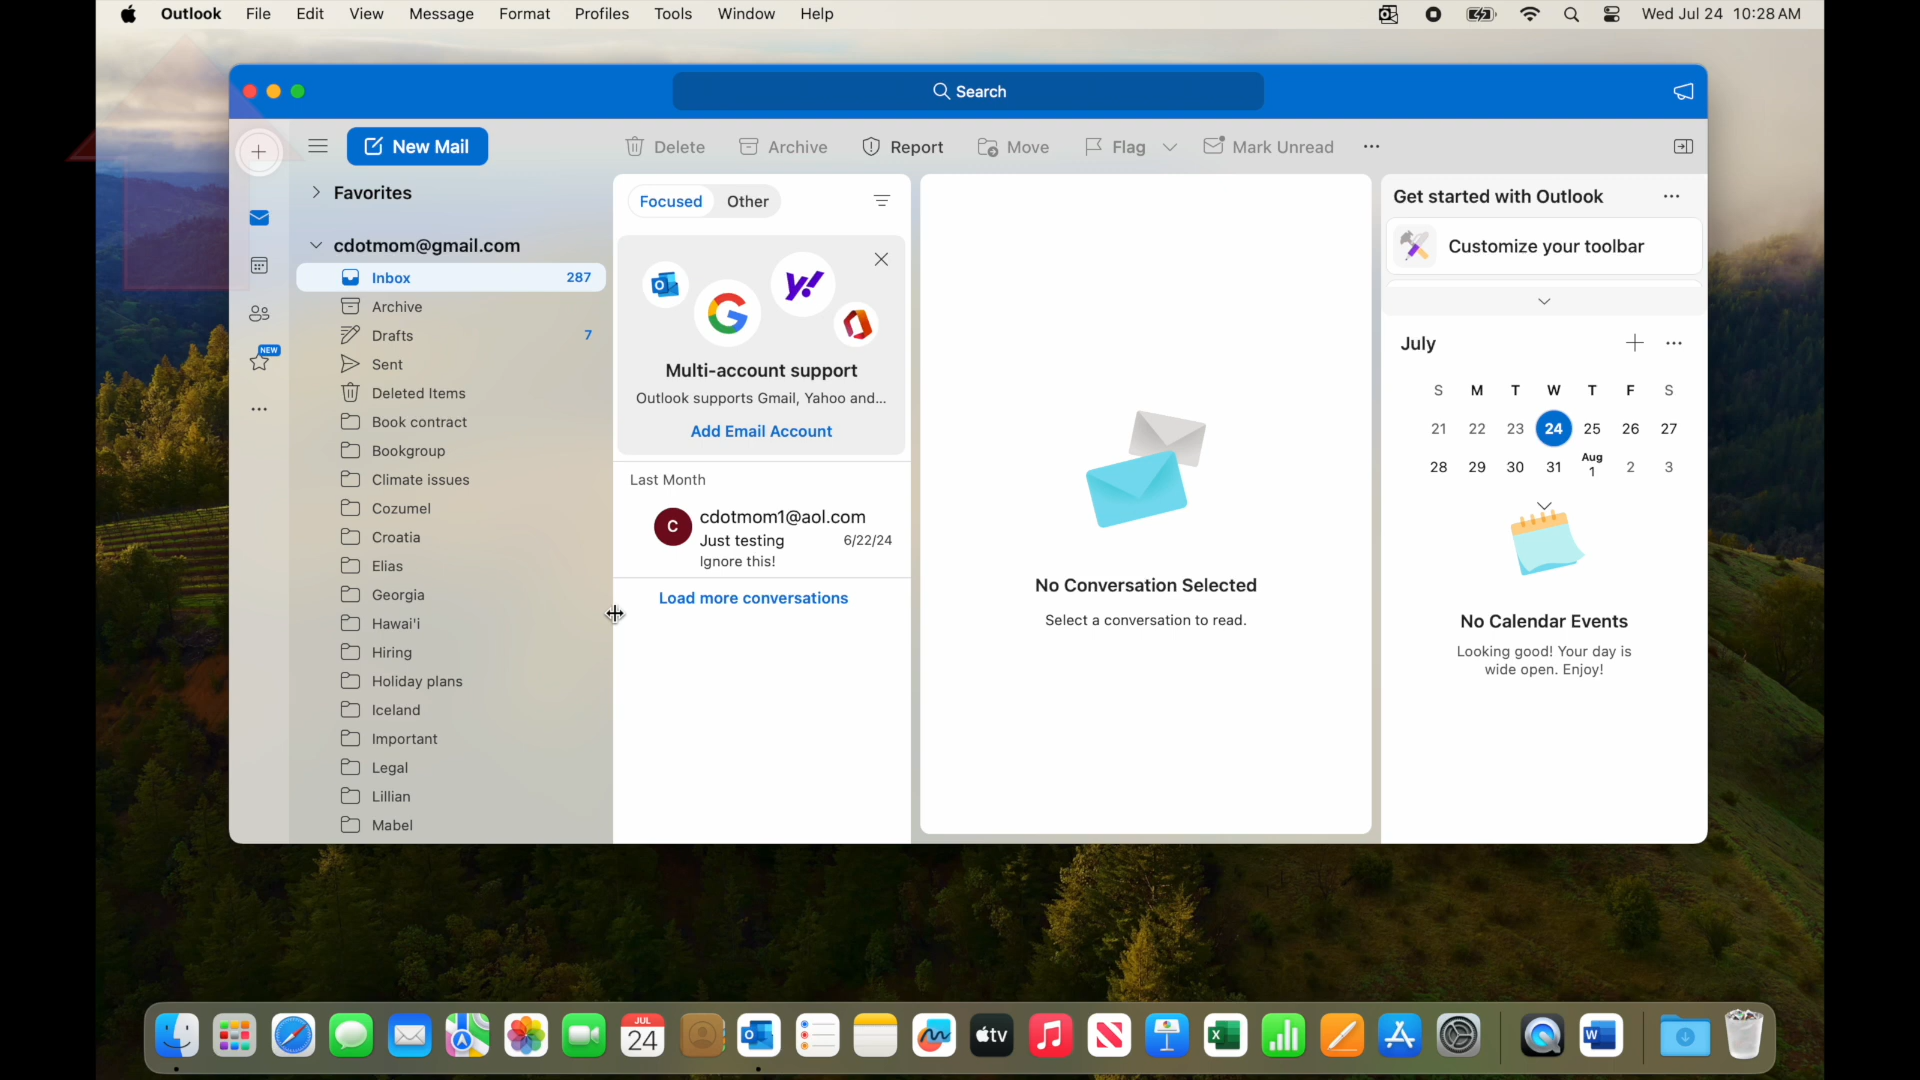 Outlook File Edit View Message Format Profiles Tools Window Help Wed Jul 24 10:28 AM
Search
New Mail Delete Archive Report Move Flag Mark Unread
Favorites
cdotmom@gmail.com
Inbox 287
Archive
Drafts 7
Sent
Deleted Items
Book contract
Bookgroup
Climate issues
Cozumel
Croatia
Elias
Georgia
Hawai'i
Hiring
Holiday plans
Iceland
Important
Legal
Lillian
Mabel
NEW
Focused Other
Multi-account support
Outlook supports Gmail, Yahoo and...
Add Email Account
Last Month
C
cdotmom1@aol.com
Just testing 6/22/24
Ignore this!
Load more conversations
No Conversation Selected
Select a conversation to read.
Get started with Outlook
Customize your toolbar
July
S M T W T F S
21 22 23 24 25 26 27
28 29 30 31 Aug 1 2 3
No Calendar Events
Looking good! Your day is
wide open. Enjoy!
JUL
24
tv
W